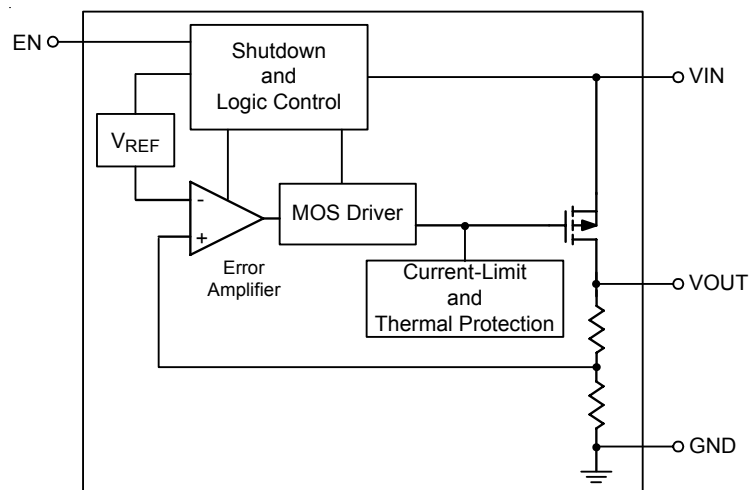 EN
Shutdown
and
Logic Control
VIN
VREF
-
+
MOS Driver
Error
Amplifier
Current-Limit
and
Thermal Protection
VOUT
GND